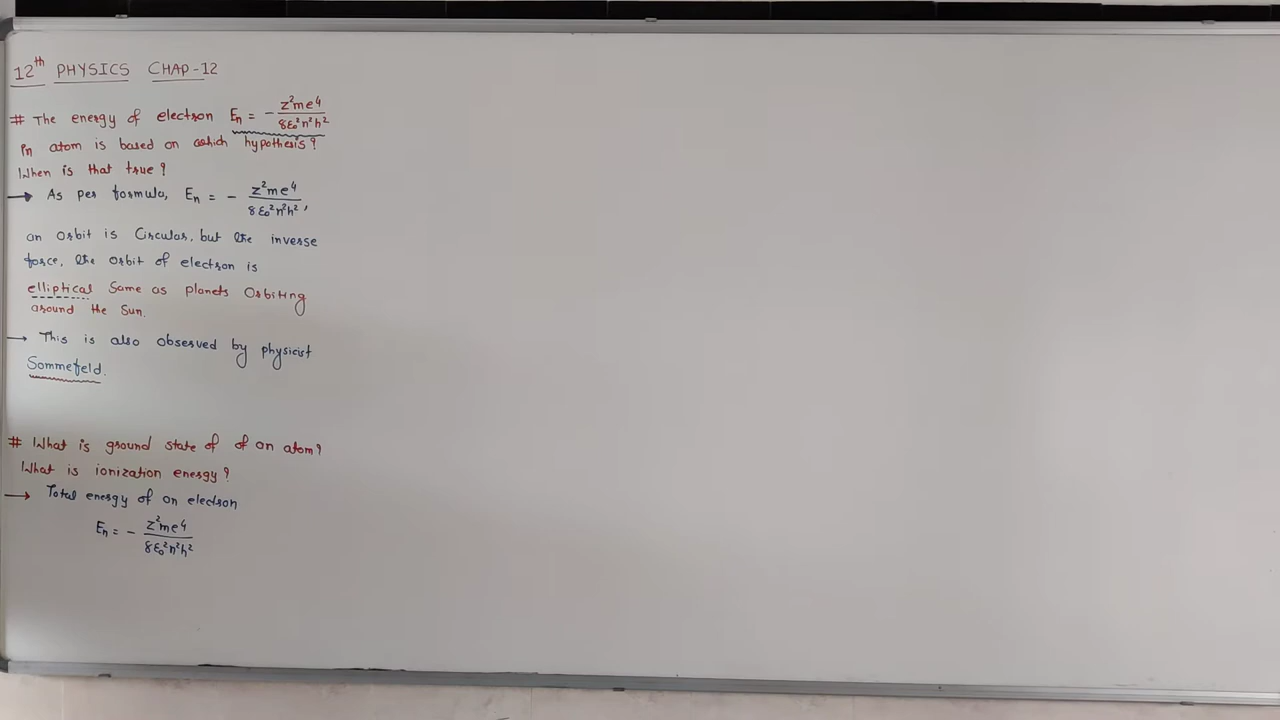 12th PHYSICS CHAP-12
# The energy of electron En = - z²me⁴/8ε₀²n²h²
in atom is based on which hypothesis?
When is that true?
→ As per formula, En = - z²me⁴/8ε₀²n²h² ,
an orbit is Circular, but the inverse
force, the orbit of electron is
elliptical Same as planets Orbiting
around the Sun.
→ This is also observed by physicist
Sommefeld.
# What is ground state of of an atom?
What is ionization energy?
→ Total energy of an electron
En = - z²me⁴/8ε₀²n²h²